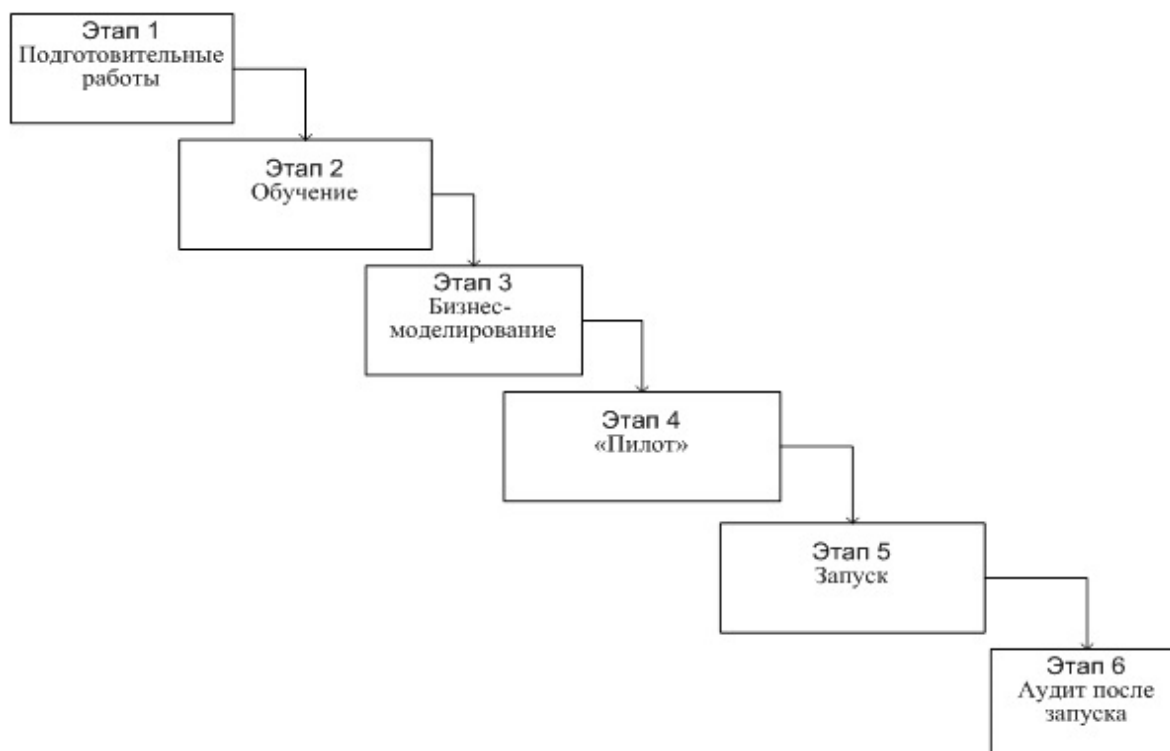 Этап 1
Подготовительные
работы
Этап 2
Обучение
Этап 3
Бизнес-
моделирование
Этап 4
«Пилот»
Этап 5
Запуск
Этап 6
Аудит после
запуска